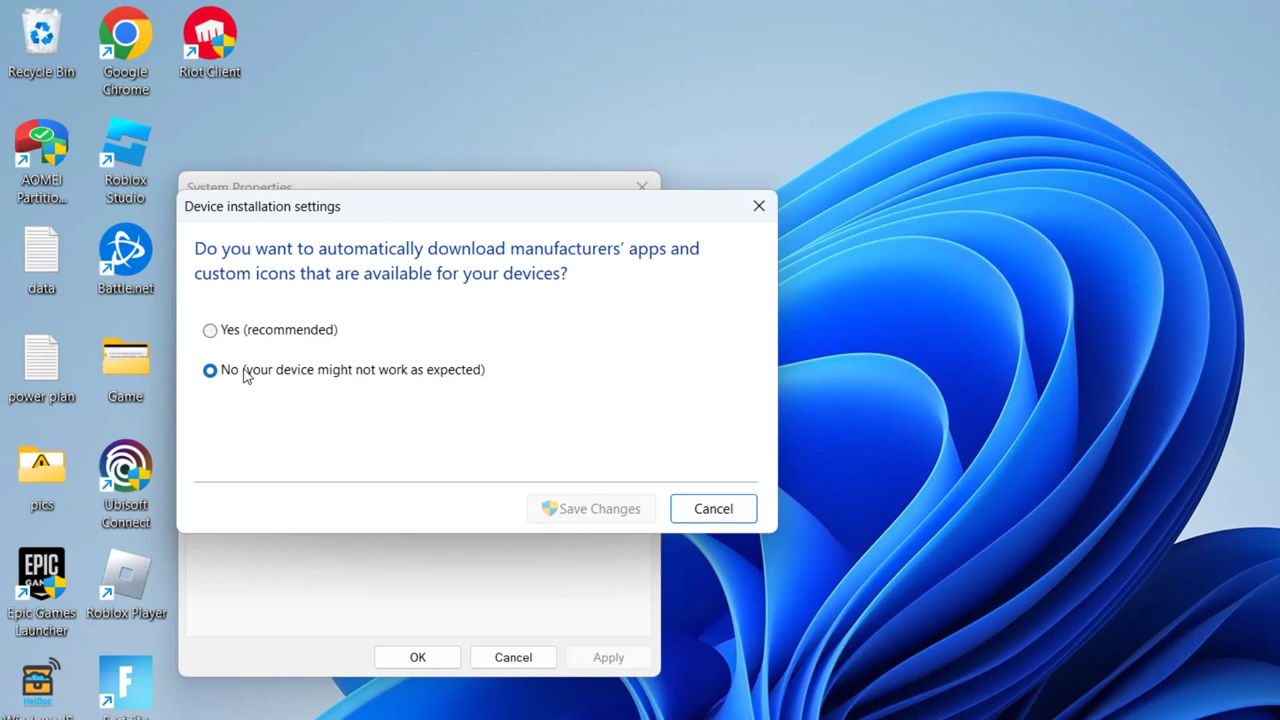 Recycle Bin
Google
Chrome
Riot Client
AOMEI
Partitio...
Roblox
Studio
data
Battle.net
power plan
Game
pics
Ubisoft
Connect
EPIC
Epic Games
Launcher
Roblox Player
HeiDoc
F
System Properties
Device installation settings
Do you want to automatically download manufacturers’ apps and
custom icons that are available for your devices?
Yes (recommended)
No (your device might not work as expected)
Save Changes
Cancel
OK
Cancel
Apply